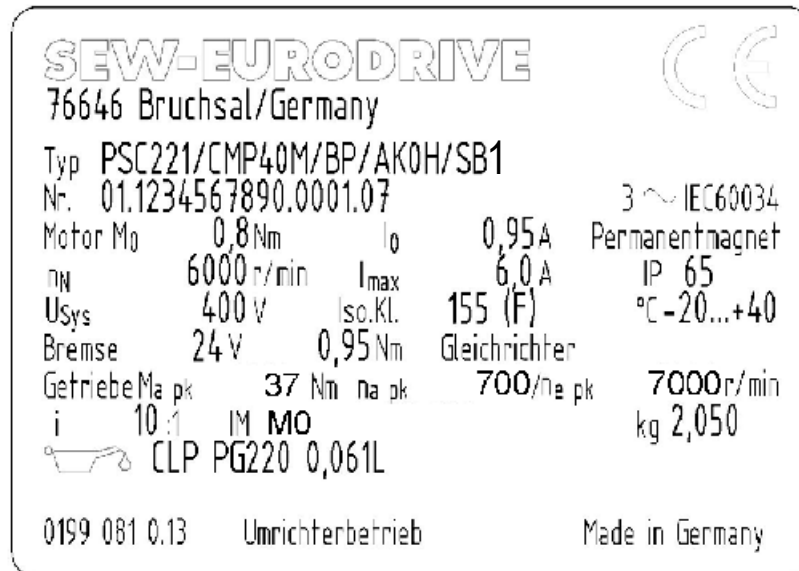 SEW-EURODRIVE CE
76646 Bruchsal/Germany
Typ PSC221/CMP40M/BP/AK0H/SB1
Nr. 01.1234567890.0001.07 3 ~ IEC60034
Motor M0 0,8 Nm I0 0,95 A Permanentmagnet
nN 6000 r/min Imax 6,0 A IP 65
USys 400 V Iso.Kl. 155 (F) °C -20...+40
Bremse 24 V 0,95 Nm Gleichrichter
Getriebe Ma pk 37 Nm na pk 700/ne pk 7000 r/min
i 10 :1 IM M0 kg 2,050
CLP PG220 0,061L
0199 081 0.13 Umrichterbetrieb Made in Germany